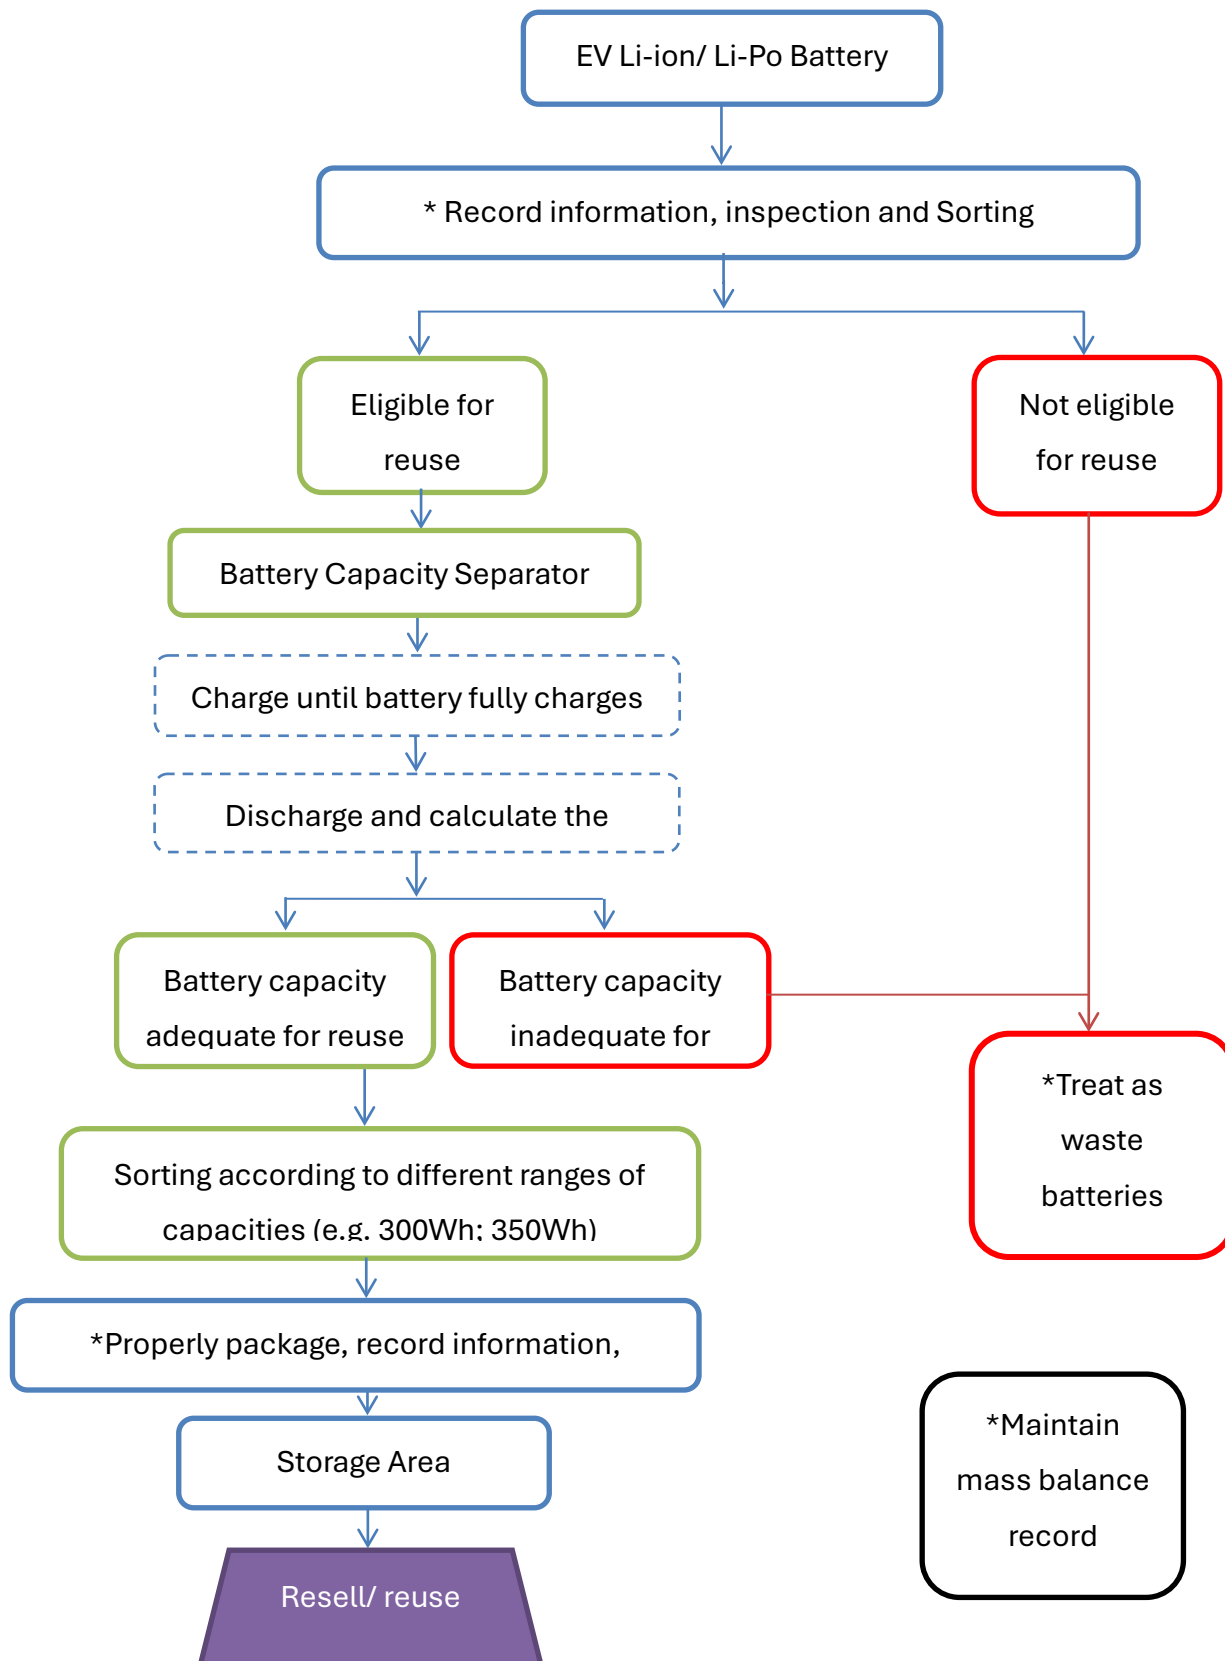 EV Li-ion/ Li-Po Battery
* Record information, inspection and Sorting
Eligible for
reuse
Not eligible
for reuse
Battery Capacity Separator
Charge until battery fully charges
Discharge and calculate the
Battery capacity
adequate for reuse
Battery capacity
inadequate for
*Treat as
waste
batteries
Sorting according to different ranges of
capacities (e.g. 300Wh; 350Wh)
*Properly package, record information,
Storage Area
*Maintain
mass balance
record
Resell/ reuse